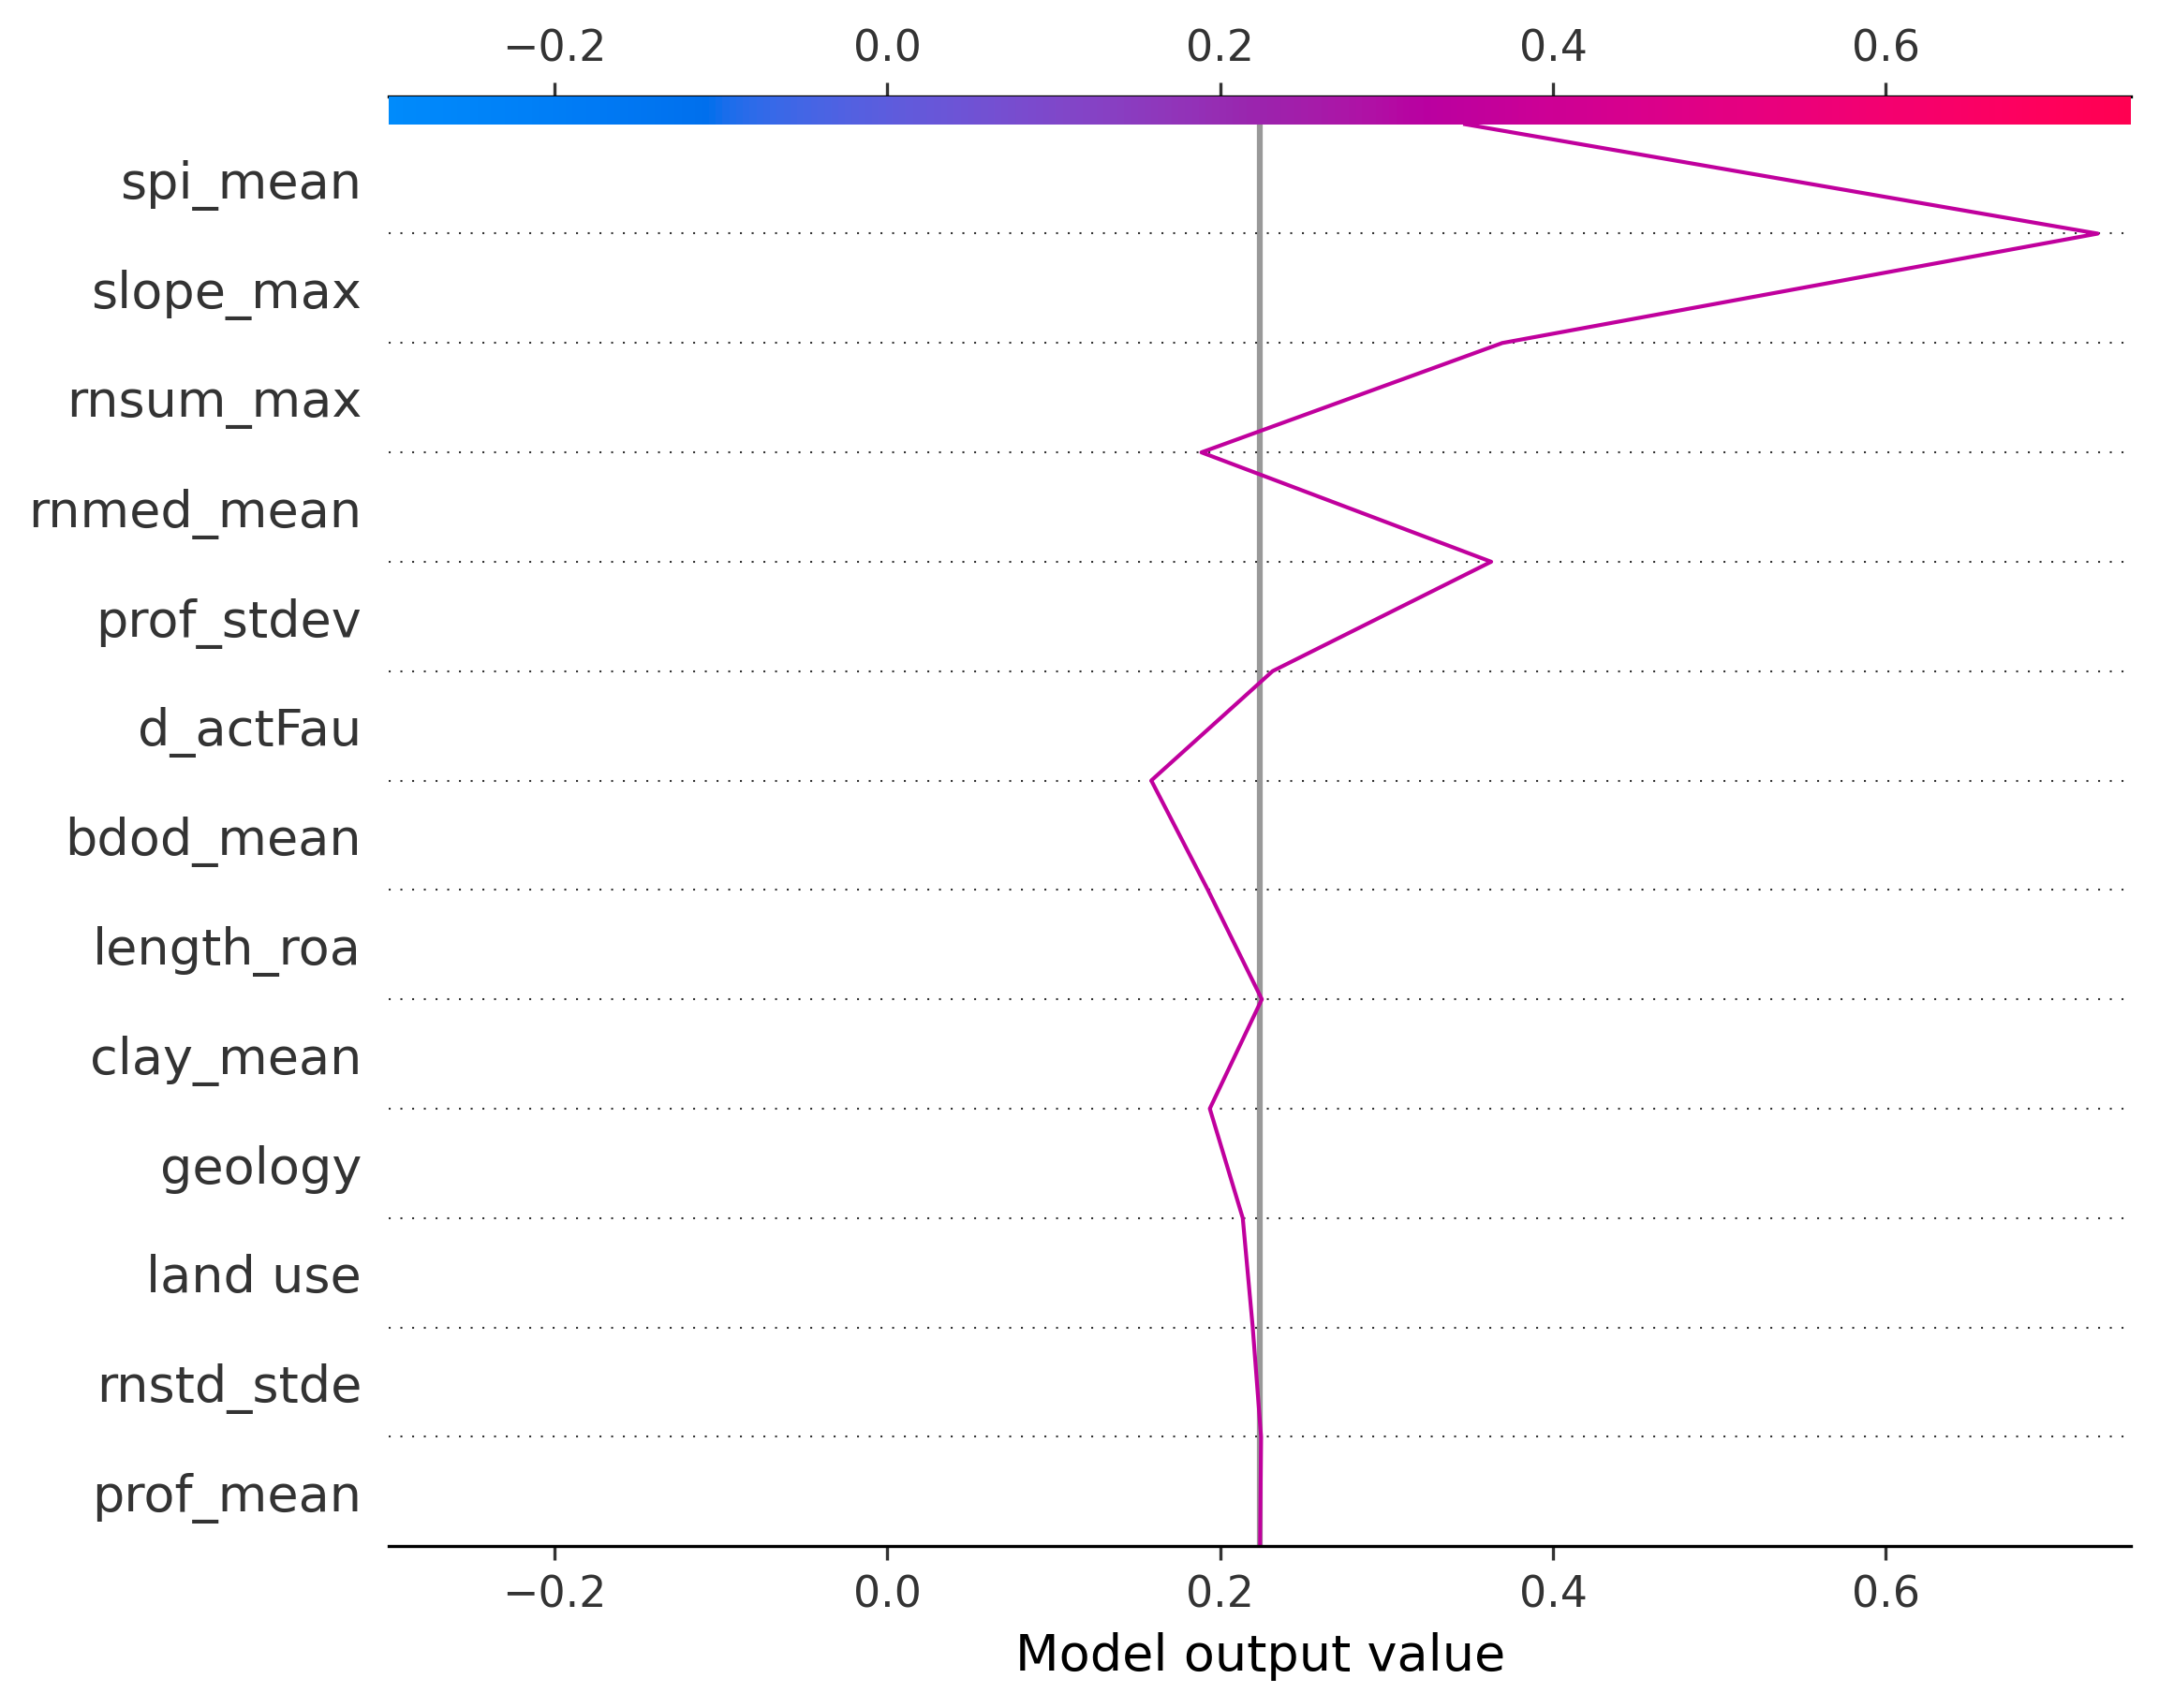 −0.2 0.0 0.2 0.4 0.6
spi_mean
slope_max
rnsum_max
rnmed_mean
prof_stdev
d_actFau
bdod_mean
length_roa
clay_mean
geology
land use
rnstd_stde
prof_mean
−0.2 0.0 0.2 0.4 0.6
Model output value